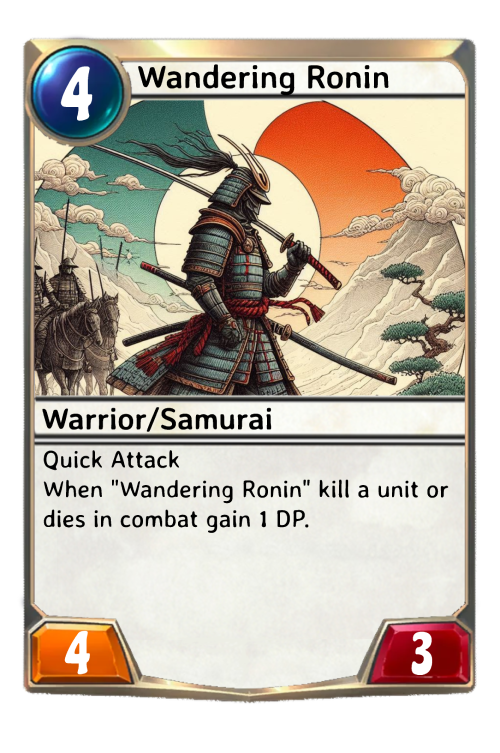 4
Wandering Ronin
Warrior/Samurai
Quick Attack
When "Wandering Ronin" kill a unit or
dies in combat gain 1 DP.
4
3